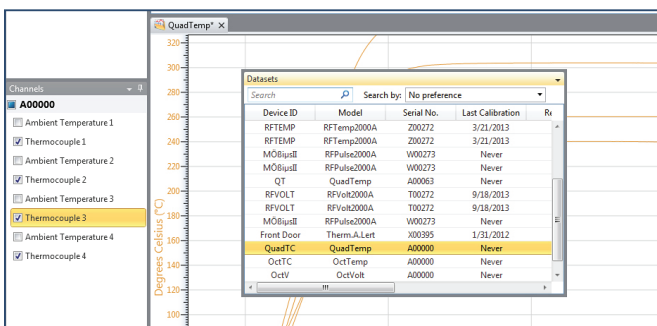 QuadTemp* ×
320
300
280
260
240
220
200
180
160
140
120
100
Degrees Celsius (°C)
Channels
A00000
Ambient Temperature 1
Thermocouple 1
Ambient Temperature 2
Thermocouple 2
Ambient Temperature 3
Thermocouple 3
Ambient Temperature 4
Thermocouple 4
Datasets
Search Search by: No preference
Device ID Model Serial No. Last Calibration Re
RFTEMP RFTemp2000A Z00272 3/21/2013
RFTEMP RFTemp2000A Z00272 3/21/2013
MÖBiµsII RFPulse2000A W00273 Never
MÖBiµsII RFPulse2000A W00273 Never
QT QuadTemp A00063 Never
RFVOLT RFVolt2000A T00272 9/18/2013
RFVOLT RFVolt2000A T00272 9/18/2013
MÖBiµsII RFPulse2000A W00273 Never
Front Door Therm.A.Lert X00395 1/31/2012
QuadTC QuadTemp A00000 Never
OctTC OctTemp A00000 Never
OctV OctVolt A00000 Never